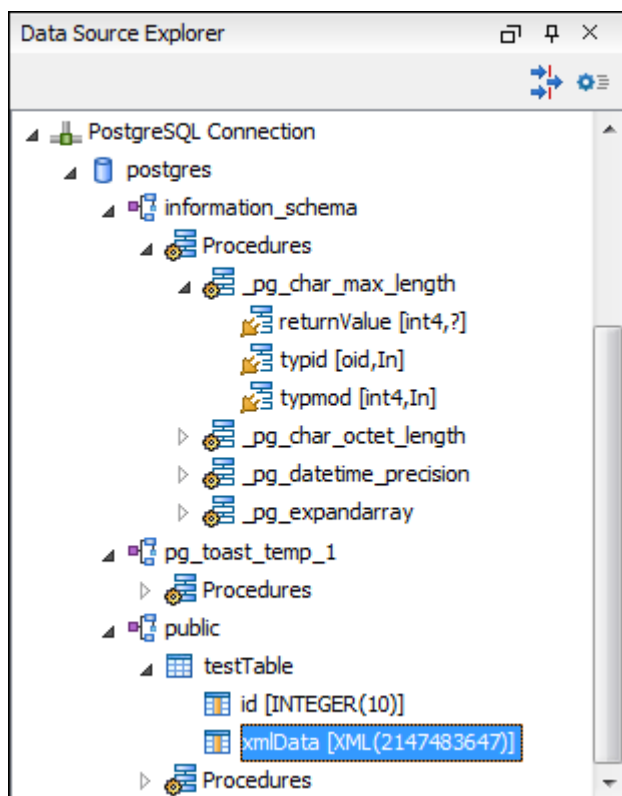 Data Source Explorer
PostgreSQL Connection
postgres
information_schema
Procedures
_pg_char_max_length
returnValue [int4,?]
typid [oid,In]
typmod [int4,In]
_pg_char_octet_length
_pg_datetime_precision
_pg_expandarray
pg_toast_temp_1
Procedures
public
testTable
id [INTEGER(10)]
xmlData [XML(2147483647)]
Procedures